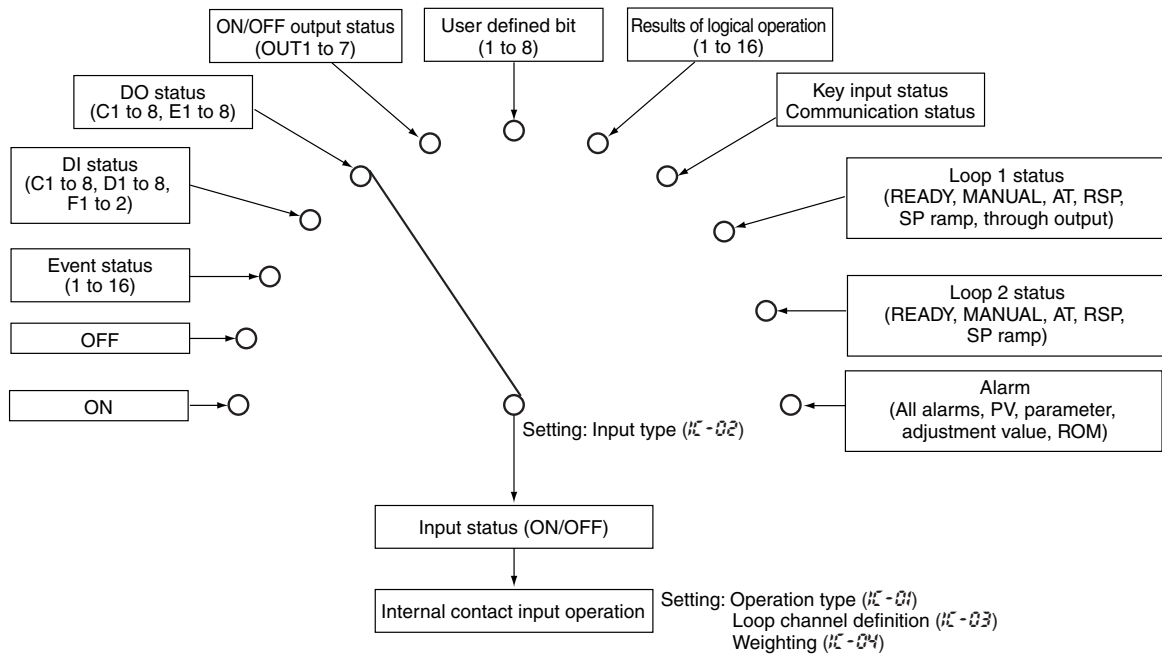 ON/OFF output status
(OUT1 to 7)
User defined bit
(1 to 8)
Results of logical operation
(1 to 16)
DO status
(C1 to 8, E1 to 8)
Key input status
Communication status
DI status
(C1 to 8, D1 to 8,
F1 to 2)
Loop 1 status
(READY, MANUAL, AT, RSP,
SP ramp, through output)
Event status
(1 to 16)
Loop 2 status
(READY, MANUAL, AT, RSP,
SP ramp)
OFF
ON
Alarm
(All alarms, PV, parameter,
adjustment value, ROM)
Setting: Input type (IC-02)
Input status (ON/OFF)
Internal contact input operation
Setting: Operation type (IC-01)
Loop channel definition (IC-03)
Weighting (IC-04)